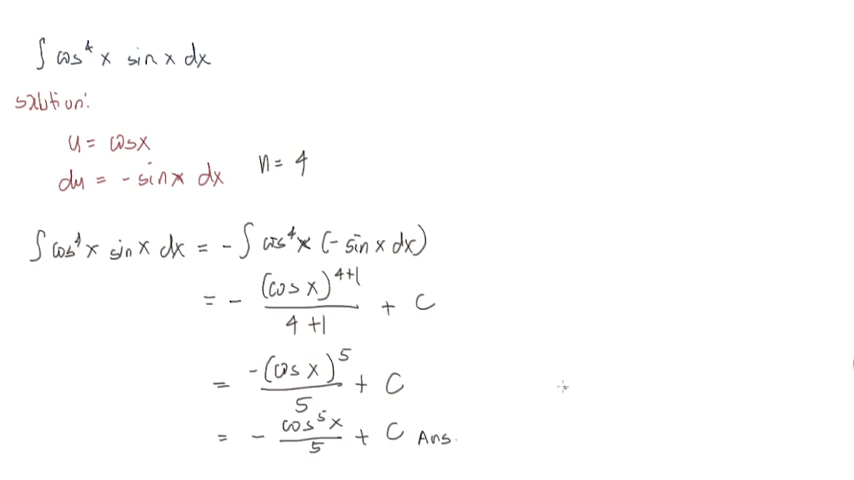 ∫ cos⁴ x sin x dx
solution:
u = cos x
du = - sin x dx    n = 4
∫ cos⁴ x sin x dx = - ∫ cos⁴ x (- sin x dx)
= - (cos x)⁴⁺¹ / 4+1 + C
= -(cos x)⁵ / 5 + C
= - cos⁵ x / 5 + C Ans.